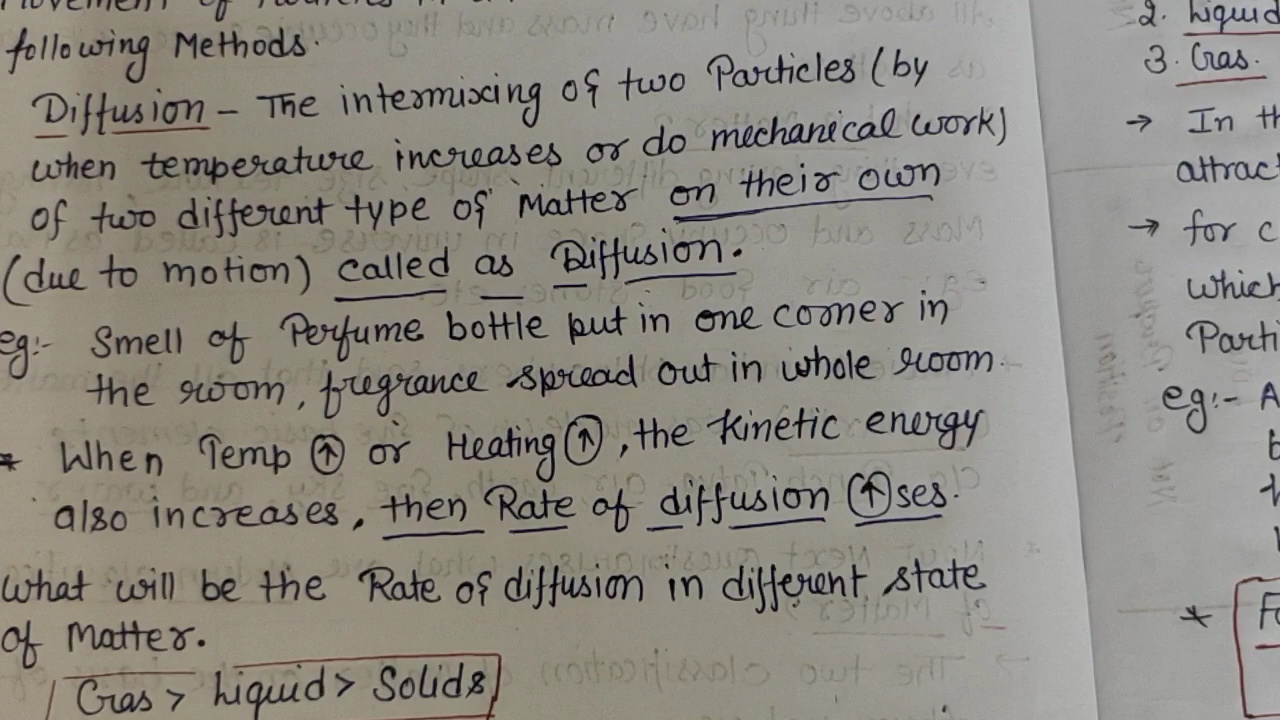 following Methods.
Diffusion - The intermixing of two Particles (by
when temperature increases or do mechanical work)
of two different type of Matter on their own
(due to motion) called as Diffusion.
eg:- Smell of Perfume bottle put in one corner in
the room, fregrance spread out in whole room.
* When Temp ↑ or Heating ↑, the kinetic energy
also increases, then Rate of diffusion ↑ses.
What will be the Rate of diffusion in different state
of Matter.
Gas > Liquid > Solids
2. Liquid
3. Gas.
→ In th
attrac
→ for c
which
Parti
eg:- A